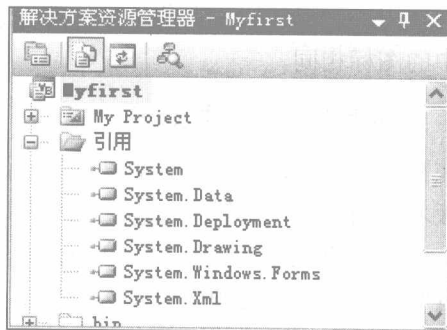 解决方案资源管理器 - Myfirst
VB Myfirst
My Project
引用
System
System.Data
System.Deployment
System.Drawing
System.Windows.Forms
System.Xml
bin